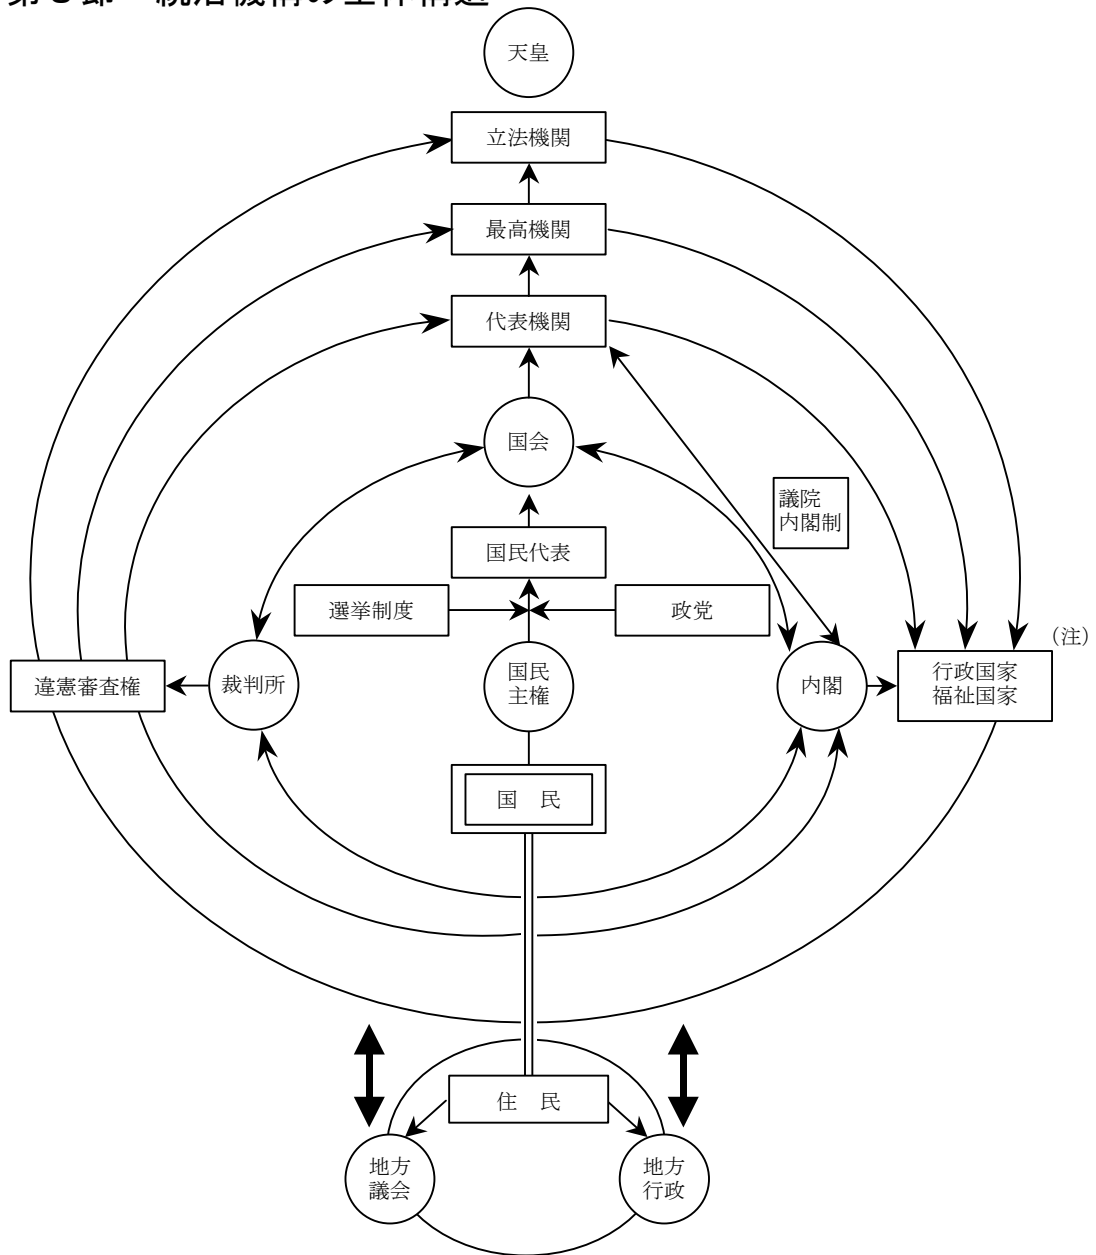 天皇
立法機関
最高機関
代表機関
国会
議院
内閣制
国民代表
選挙制度
政党
(注)
違憲審査権
裁判所
国民
主権
内閣
行政国家
福祉国家
国 民
住 民
地方
議会
地方
行政